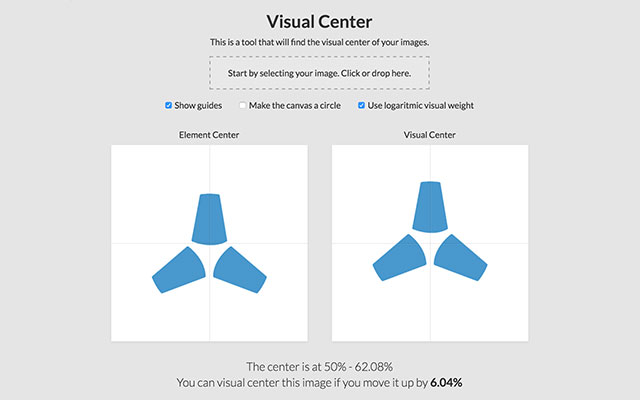 Visual Center
This is a tool that will find the visual center of your images.
Start by selecting your image. Click or drop here.
Show guides
Make the canvas a circle
Use logaritmic visual weight
Element Center
Visual Center
The center is at 50% - 62.08%
You can visual center this image if you move it up by 6.04%